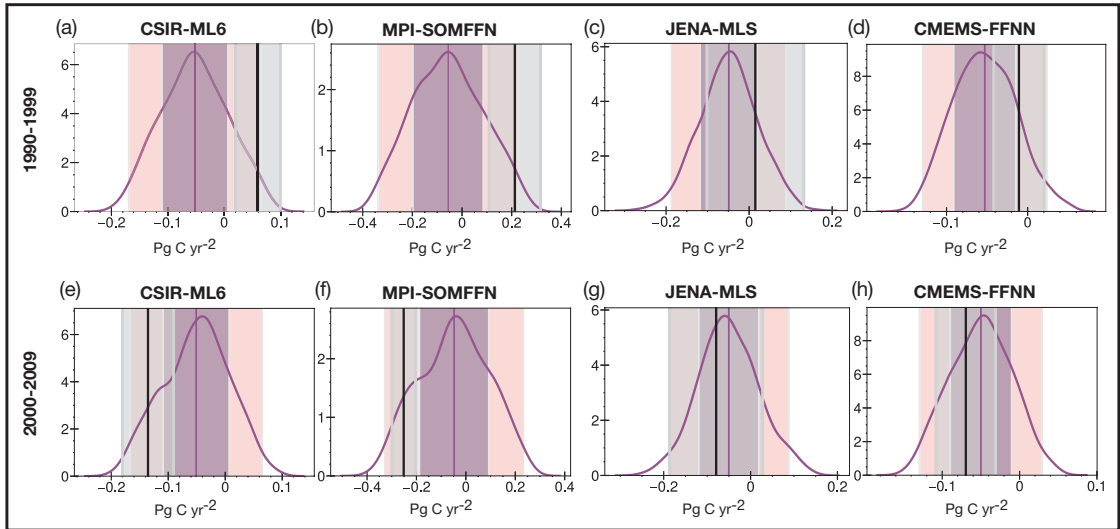 (a) CSIR-ML6
(b) MPI-SOMFFN
(c) JENA-MLS
(d) CMEMS-FFNN
1990-1999
6
4
2
0
−0.2 −0.1 0 0.1
Pg C yr-2
2
1
0
−0.4 −0.2 0 0.2 0.4
Pg C yr-2
6
4
2
0
−0.2 0 0.2
Pg C yr-2
8
6
4
2
0
−0.1 0 0.1
Pg C yr-2
(e) CSIR-ML6
(f) MPI-SOMFFN
(g) JENA-MLS
(h) CMEMS-FFNN
2000-2009
6
4
2
0
−0.2 −0.1 0 0.1
Pg C yr-2
2
1
0
−0.4 −0.2 0 0.2 0.4
Pg C yr-2
6
4
2
0
−0.2 0 0.2
Pg C yr-2
8
6
4
2
0
−0.1 0 0.1
Pg C yr-2